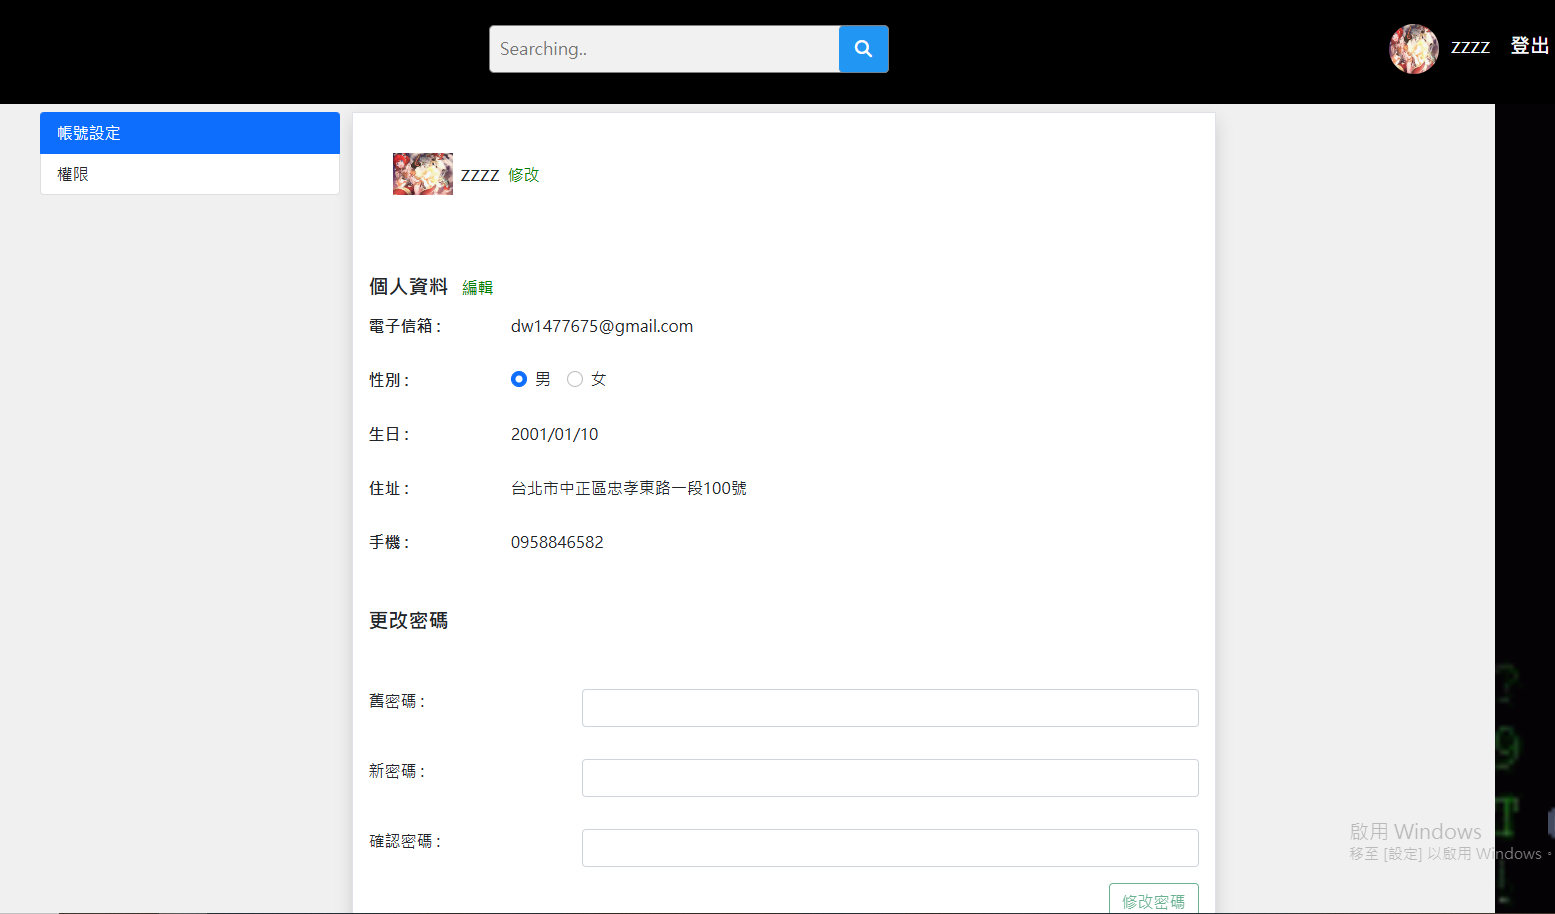 Searching..
zzzz 登出
帳號設定
權限
zzzz 修改
個人資料 編輯
電子信箱 : dw1477675@gmail.com
性別 : 男 女
生日 : 2001/01/10
住址 : 台北市中正區忠孝東路一段100號
手機 : 0958846582
更改密碼
舊密碼 :
新密碼 :
確認密碼 :
修改密碼
?
9
T
啟用 Windows
移至 [設定] 以啟用 Windows。